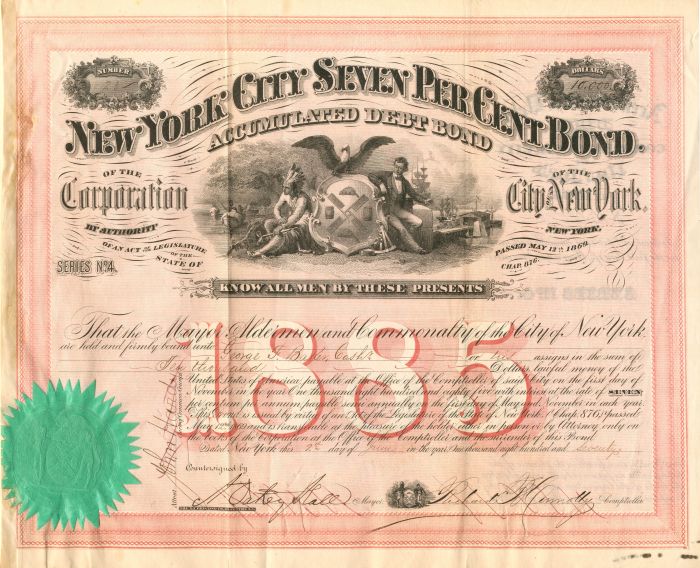 NUMBER
DOLLARS
10,000
NEW YORK CITY SEVEN PER CENT BOND.
ACCUMULATED DEBT BOND
OF THE
Corporation
OF THE
City of New York.
BY AUTHORITY
OF AN ACT OF THE LEGISLATURE
OF THE
STATE OF
NEW YORK.
PASSED MAY 12th 1869.
CHAP. 876.
SERIES No. 4.
KNOW ALL MEN BY THESE PRESENTS
1885
That the Mayor Aldermen and Commonalty of the City of New York.
are held and firmly bound unto George assigns in the sum of
Ten thousand Dollars lawful money of the
United States of America payable at the Office of the Comptroller of said City on the first day of
November in the year One thousand eight hundred and eighty five with interest at the rate of SEVEN
per centum per annum payable semi annually on the first day of May and November in each year
This bond is issued by virtue of an Act of the Legislature of the State of New York (Chap. 876) Passed
May 12th and is transferable at the pleasure of the holder either in person or by Attorney only on
the Books of the Corporation at the Office of the Comptroller and the surrender of this Bond
Dated New York this day of June in the year One thousand eight hundred and Seventy
Countersigned by
A. Oakey Hall Mayor
Richard B. Connolly Comptroller
Attest